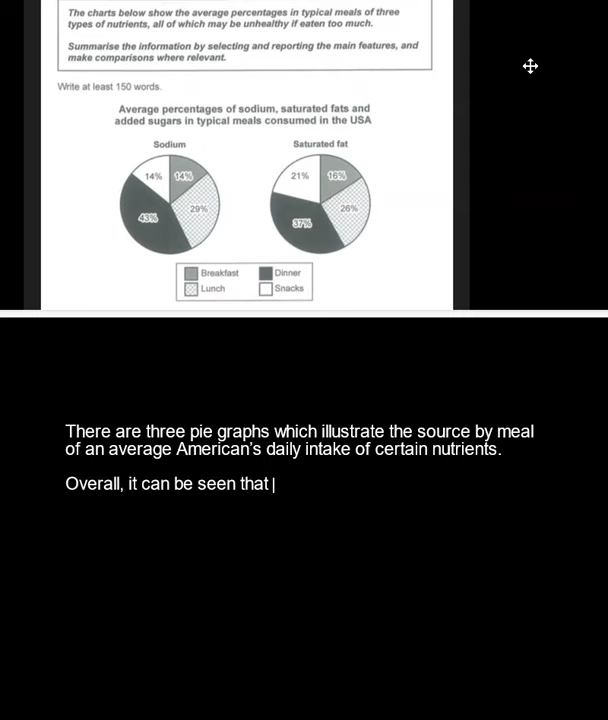 The charts below show the average percentages in typical meals of three
types of nutrients, all of which may be unhealthy if eaten too much.
Summarise the information by selecting and reporting the main features, and
make comparisons where relevant.
Write at least 150 words.
Average percentages of sodium, saturated fats and
added sugars in typical meals consumed in the USA
Sodium
14%
14%
29%
43%
Saturated fat
21%
16%
26%
37%
Breakfast
Dinner
Lunch
Snacks
There are three pie graphs which illustrate the source by meal
of an average American's daily intake of certain nutrients.
Overall, it can be seen that